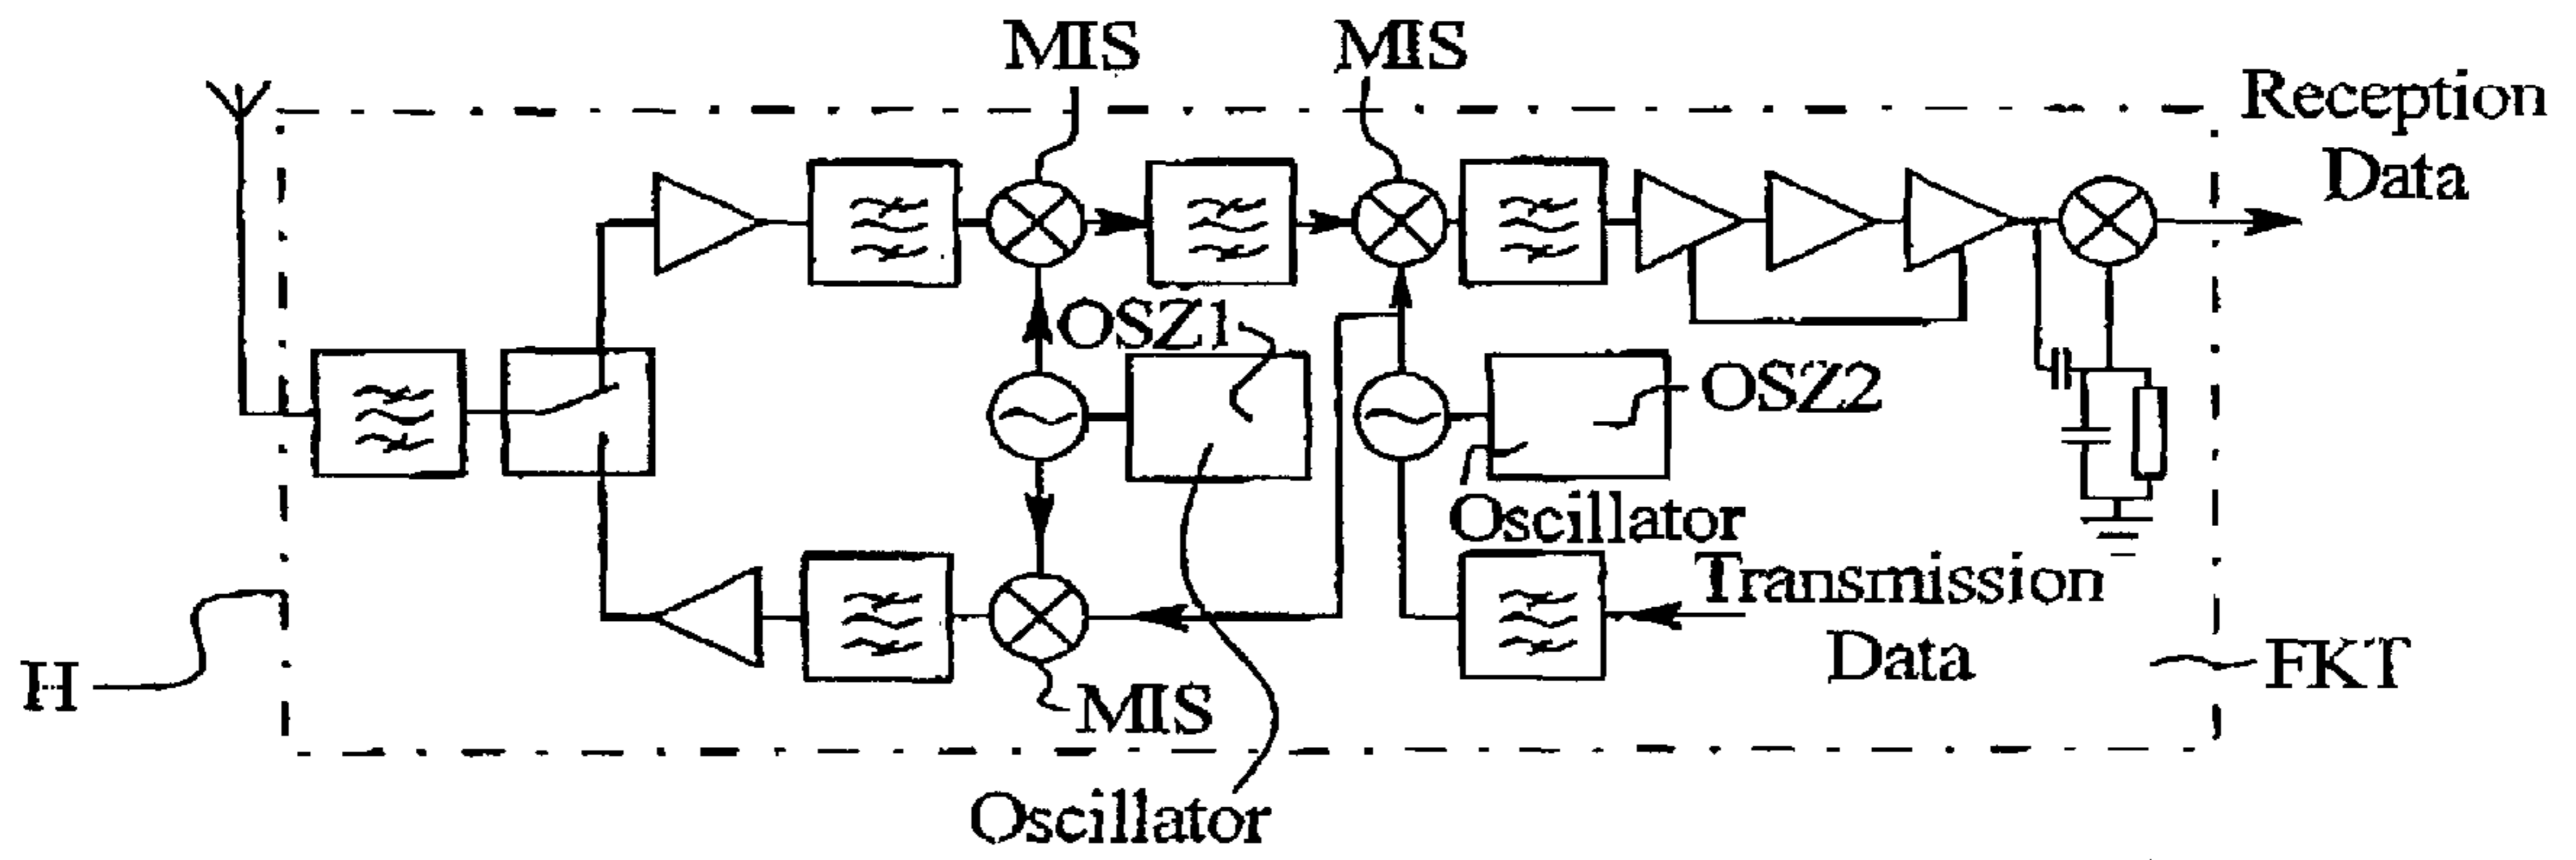 MIS
MIS
Reception
Data
OSZ1
OSZ2
Oscillator
Transmission
Data
H
FKT
MIS
Oscillator